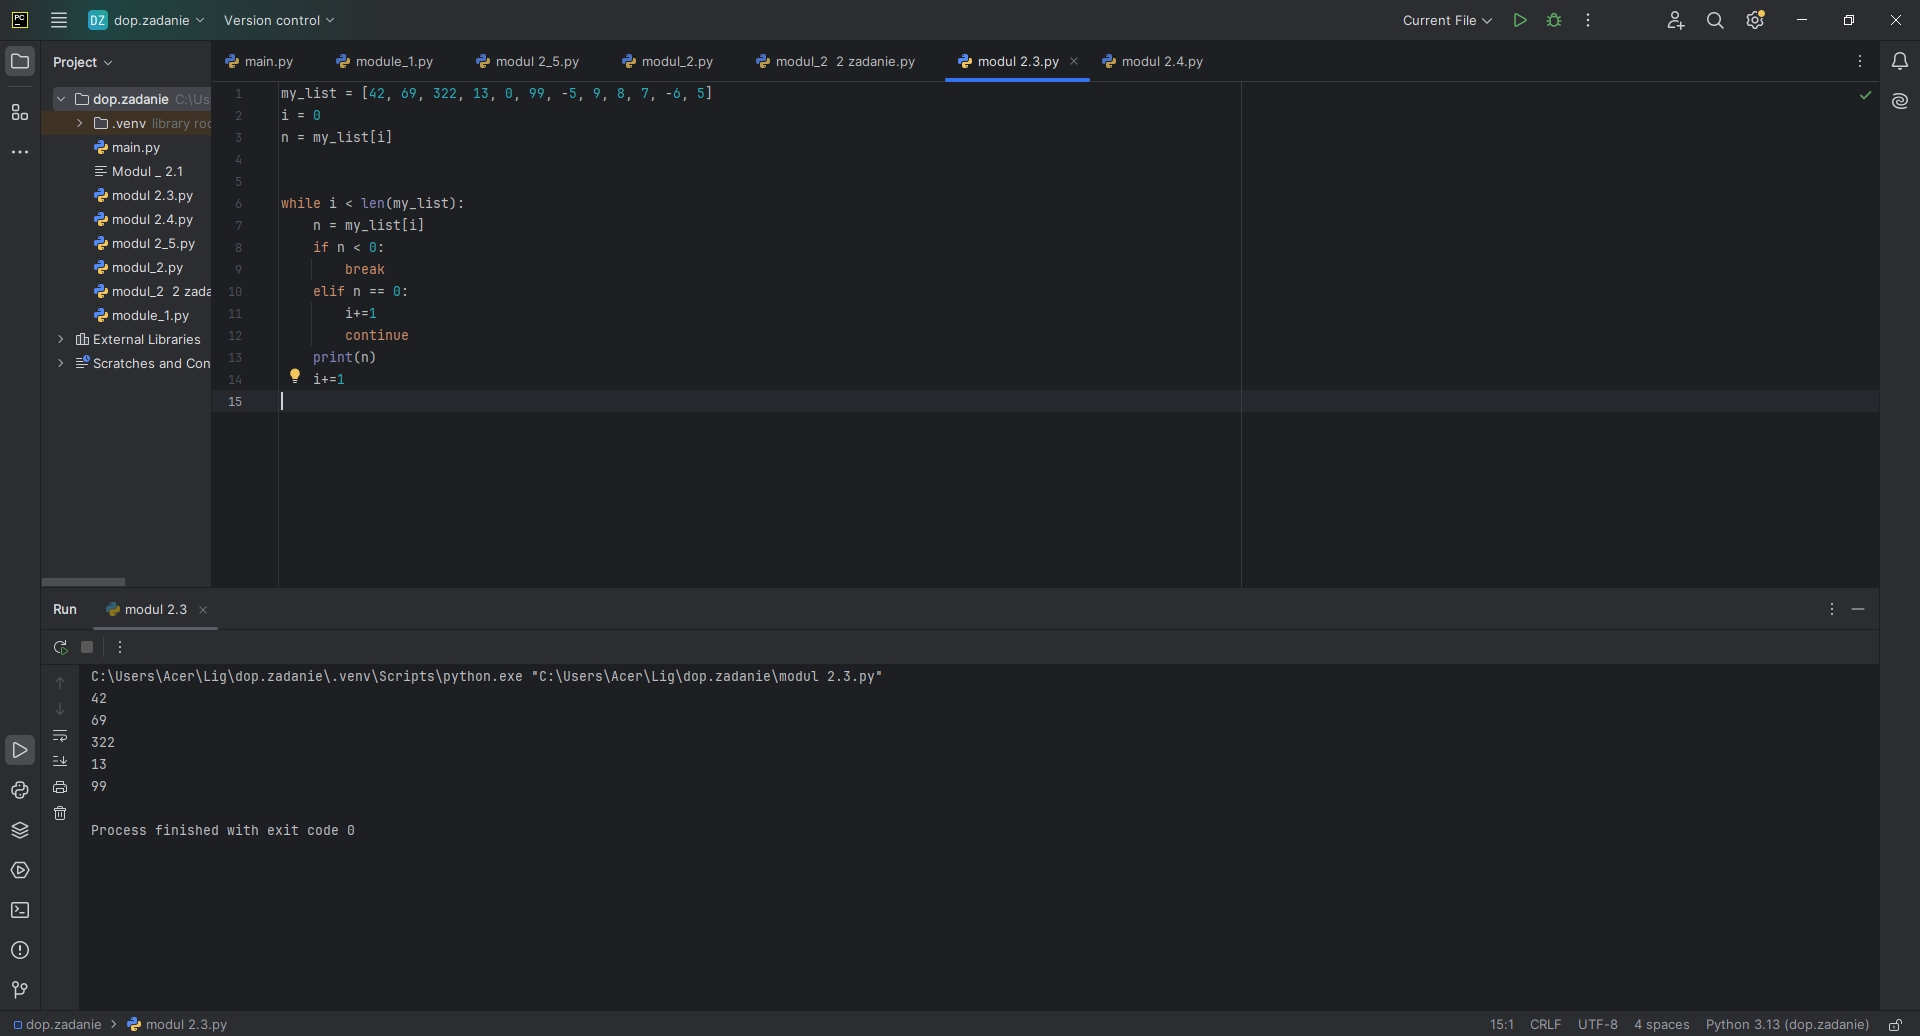 PC
DZ dop.zadanie Version control Current File
Project
main.py module_1.py modul 2_5.py modul_2.py modul_2 2 zadanie.py modul 2.3.py modul 2.4.py
dop.zadanie C:\Us
.venv library roo
main.py
Modul _ 2.1
modul 2.3.py
modul 2.4.py
modul 2_5.py
modul_2.py
modul_2 2 zada
module_1.py
External Libraries
Scratches and Con
1 my_list = [42, 69, 322, 13, 0, 99, -5, 9, 8, 7, -6, 5]
2 i = 0
3 n = my_list[i]
4
5
6 while i < len(my_list):
7 n = my_list[i]
8 if n < 0:
9 break
10 elif n == 0:
11 i+=1
12 continue
13 print(n)
14 i+=1
15
Run modul 2.3
C:\Users\Acer\Lig\dop.zadanie\.venv\Scripts\python.exe "C:\Users\Acer\Lig\dop.zadanie\modul 2.3.py"
42
69
322
13
99
Process finished with exit code 0
dop.zadanie modul 2.3.py 15:1 CRLF UTF-8 4 spaces Python 3.13 (dop.zadanie)